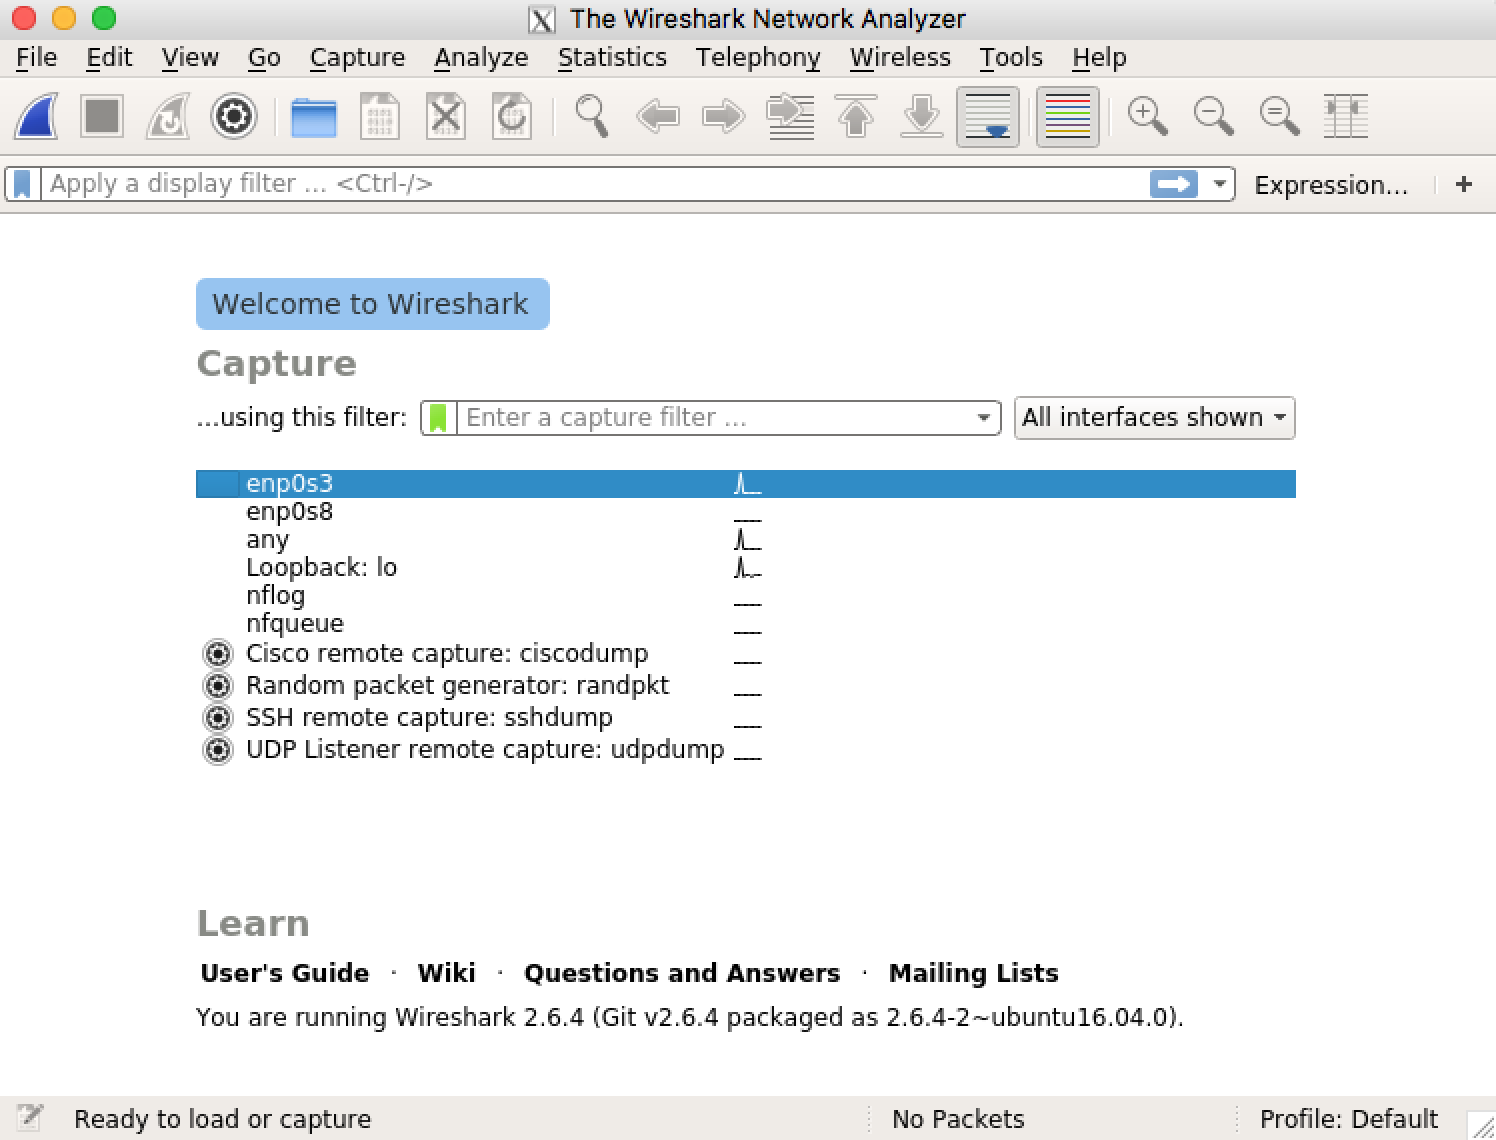 The Wireshark Network Analyzer
File Edit View Go Capture Analyze Statistics Telephony Wireless Tools Help
Apply a display filter ... <Ctrl-/> Expression... +
Welcome to Wireshark
Capture
...using this filter: Enter a capture filter ... All interfaces shown
enp0s3
enp0s8
any
Loopback: lo
nflog
nfqueue
Cisco remote capture: ciscodump
Random packet generator: randpkt
SSH remote capture: sshdump
UDP Listener remote capture: udpdump
Learn
User's Guide · Wiki · Questions and Answers · Mailing Lists
You are running Wireshark 2.6.4 (Git v2.6.4 packaged as 2.6.4-2~ubuntu16.04.0).
Ready to load or capture No Packets Profile: Default